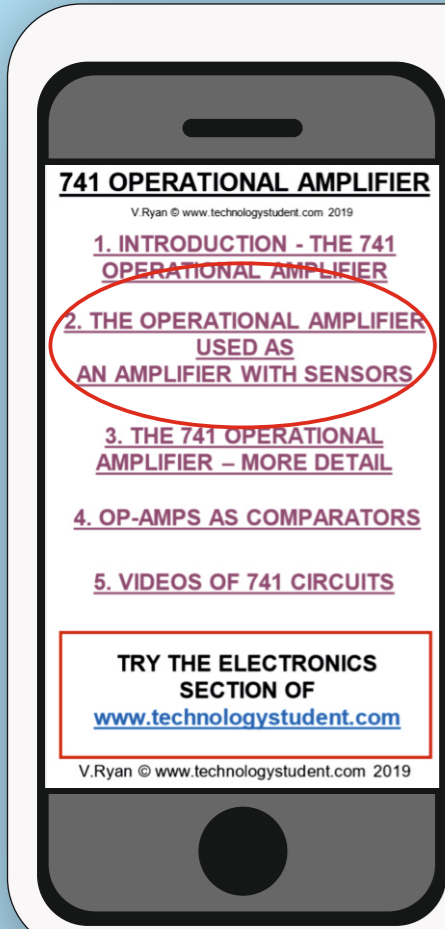 741 OPERATIONAL AMPLIFIER
V.Ryan © www.technologystudent.com 2019
1. INTRODUCTION - THE 741
OPERATIONAL AMPLIFIER
2. THE OPERATIONAL AMPLIFIER
USED AS
AN AMPLIFIER WITH SENSORS
3. THE 741 OPERATIONAL
AMPLIFIER – MORE DETAIL
4. OP-AMPS AS COMPARATORS
5. VIDEOS OF 741 CIRCUITS
TRY THE ELECTRONICS
SECTION OF
www.technologystudent.com
V.Ryan © www.technologystudent.com 2019